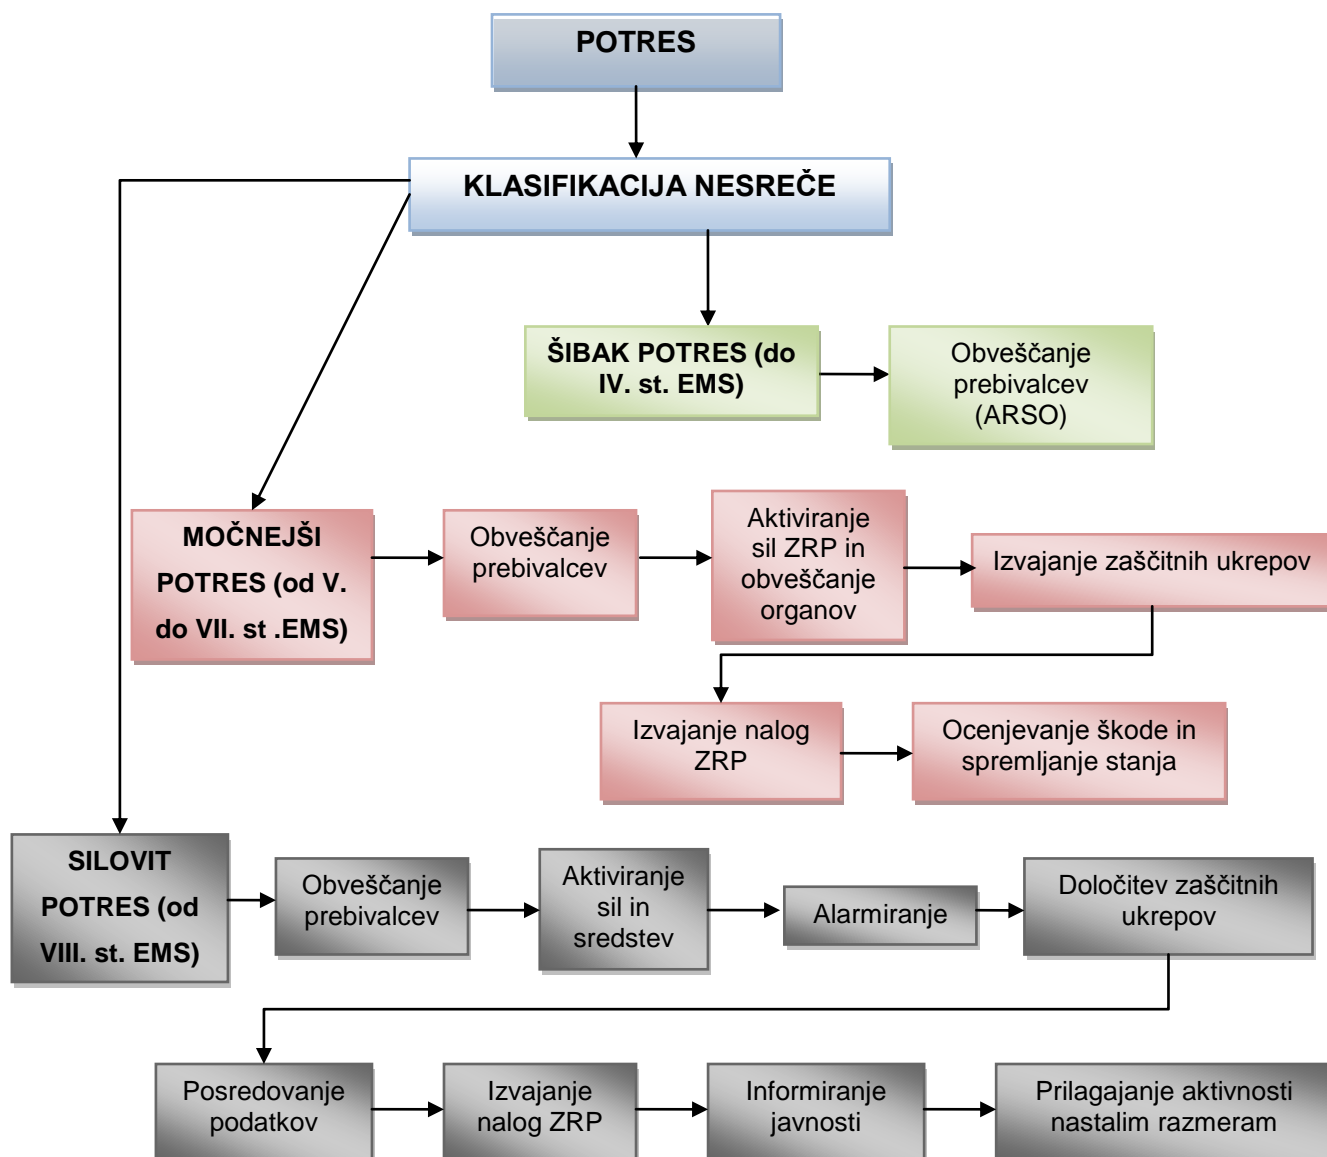 POTRES
KLASIFIKACIJA NESREČE
ŠIBAK POTRES (do
IV. st. EMS)
Obveščanje
prebivalcev
(ARSO)
MOČNEJŠI
POTRES (od V.
do VII. st .EMS)
Obveščanje
prebivalcev
Aktiviranje
sil ZRP in
obveščanje
organov
Izvajanje zaščitnih ukrepov
Izvajanje nalog
ZRP
Ocenjevanje škode in
spremljanje stanja
SILOVIT
POTRES (od
VIII. st. EMS)
Obveščanje
prebivalcev
Aktiviranje
sil in
sredstev
Alarmiranje
Določitev zaščitnih
ukrepov
Posredovanje
podatkov
Izvajanje
nalog ZRP
Informiranje
javnosti
Prilagajanje aktivnosti
nastalim razmeram